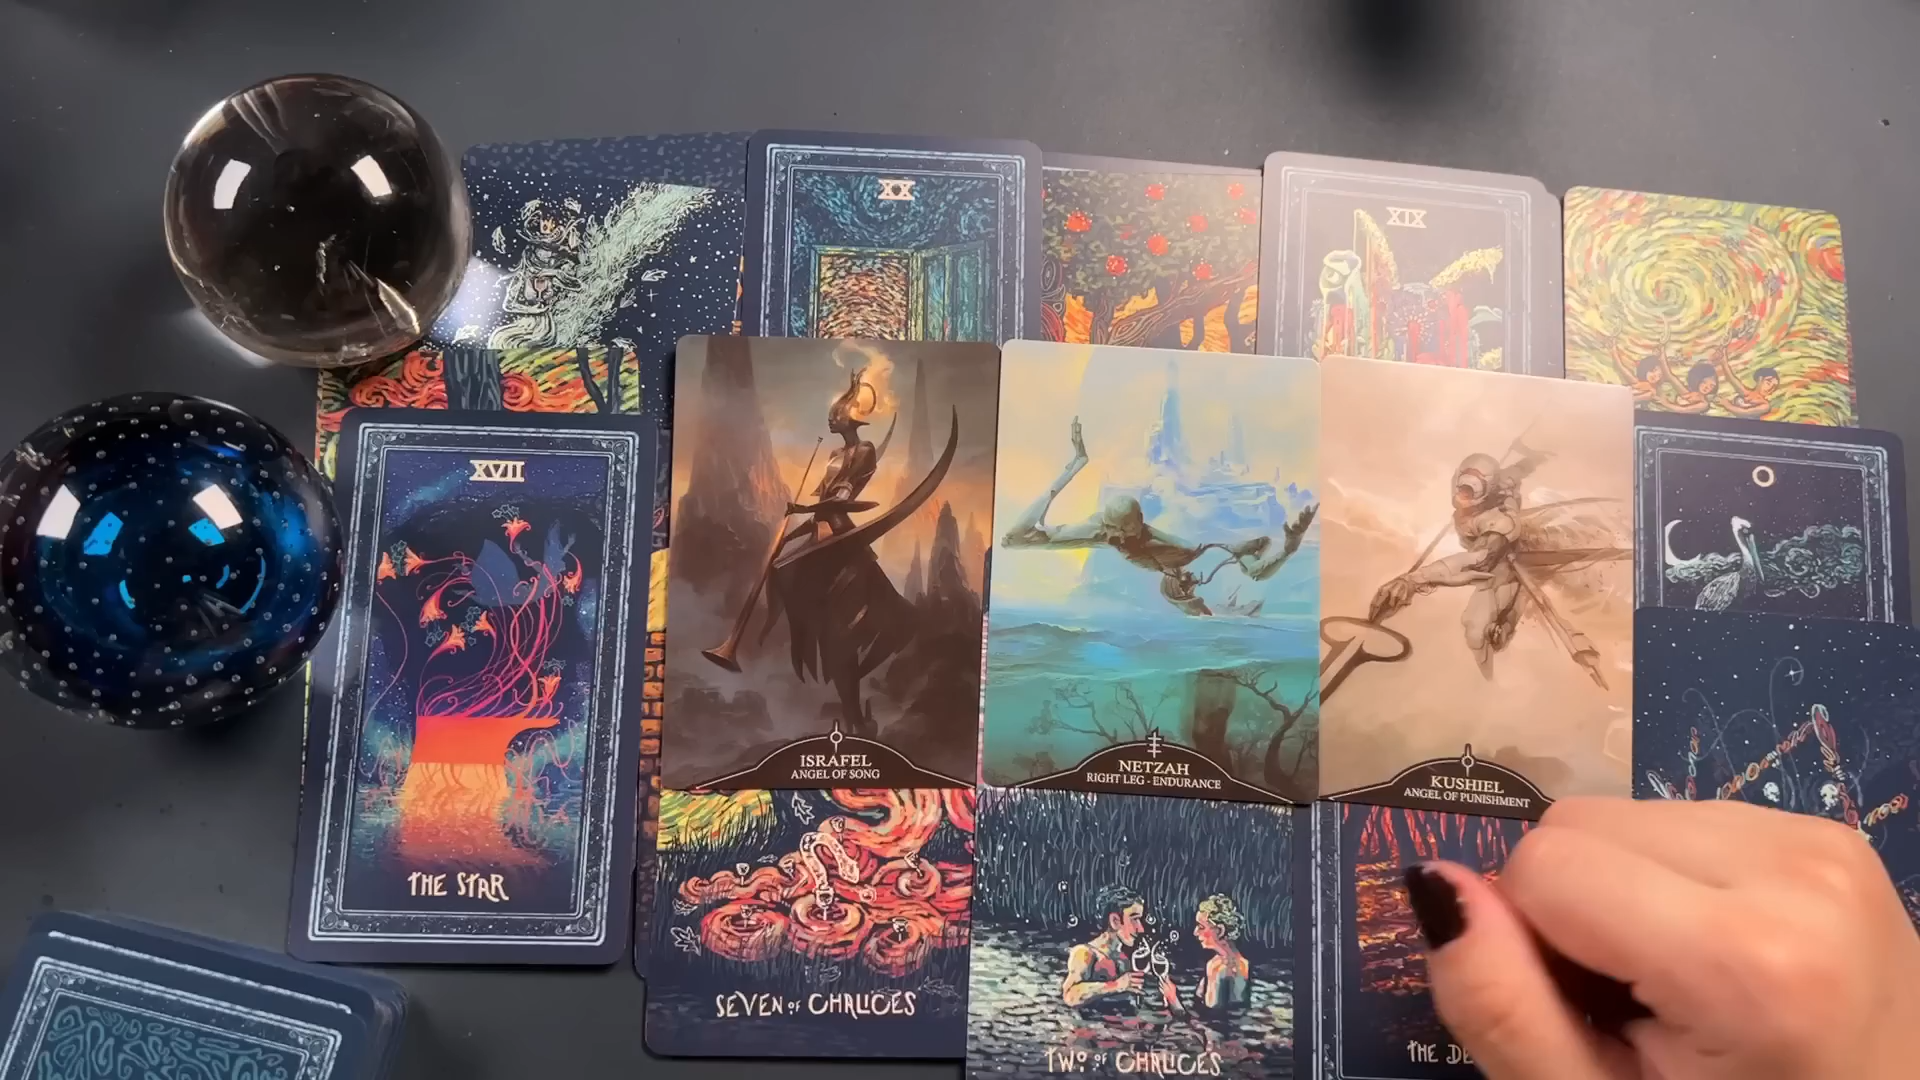 XX
XIX
XVII
THE STAR
ISRAFEL
ANGEL OF SONG
NETZAH
RIGHT LEG - ENDURANCE
KUSHIEL
ANGEL OF PUNISHMENT
SEVEN OF CHALICES
TWO OF CHALICES
THE